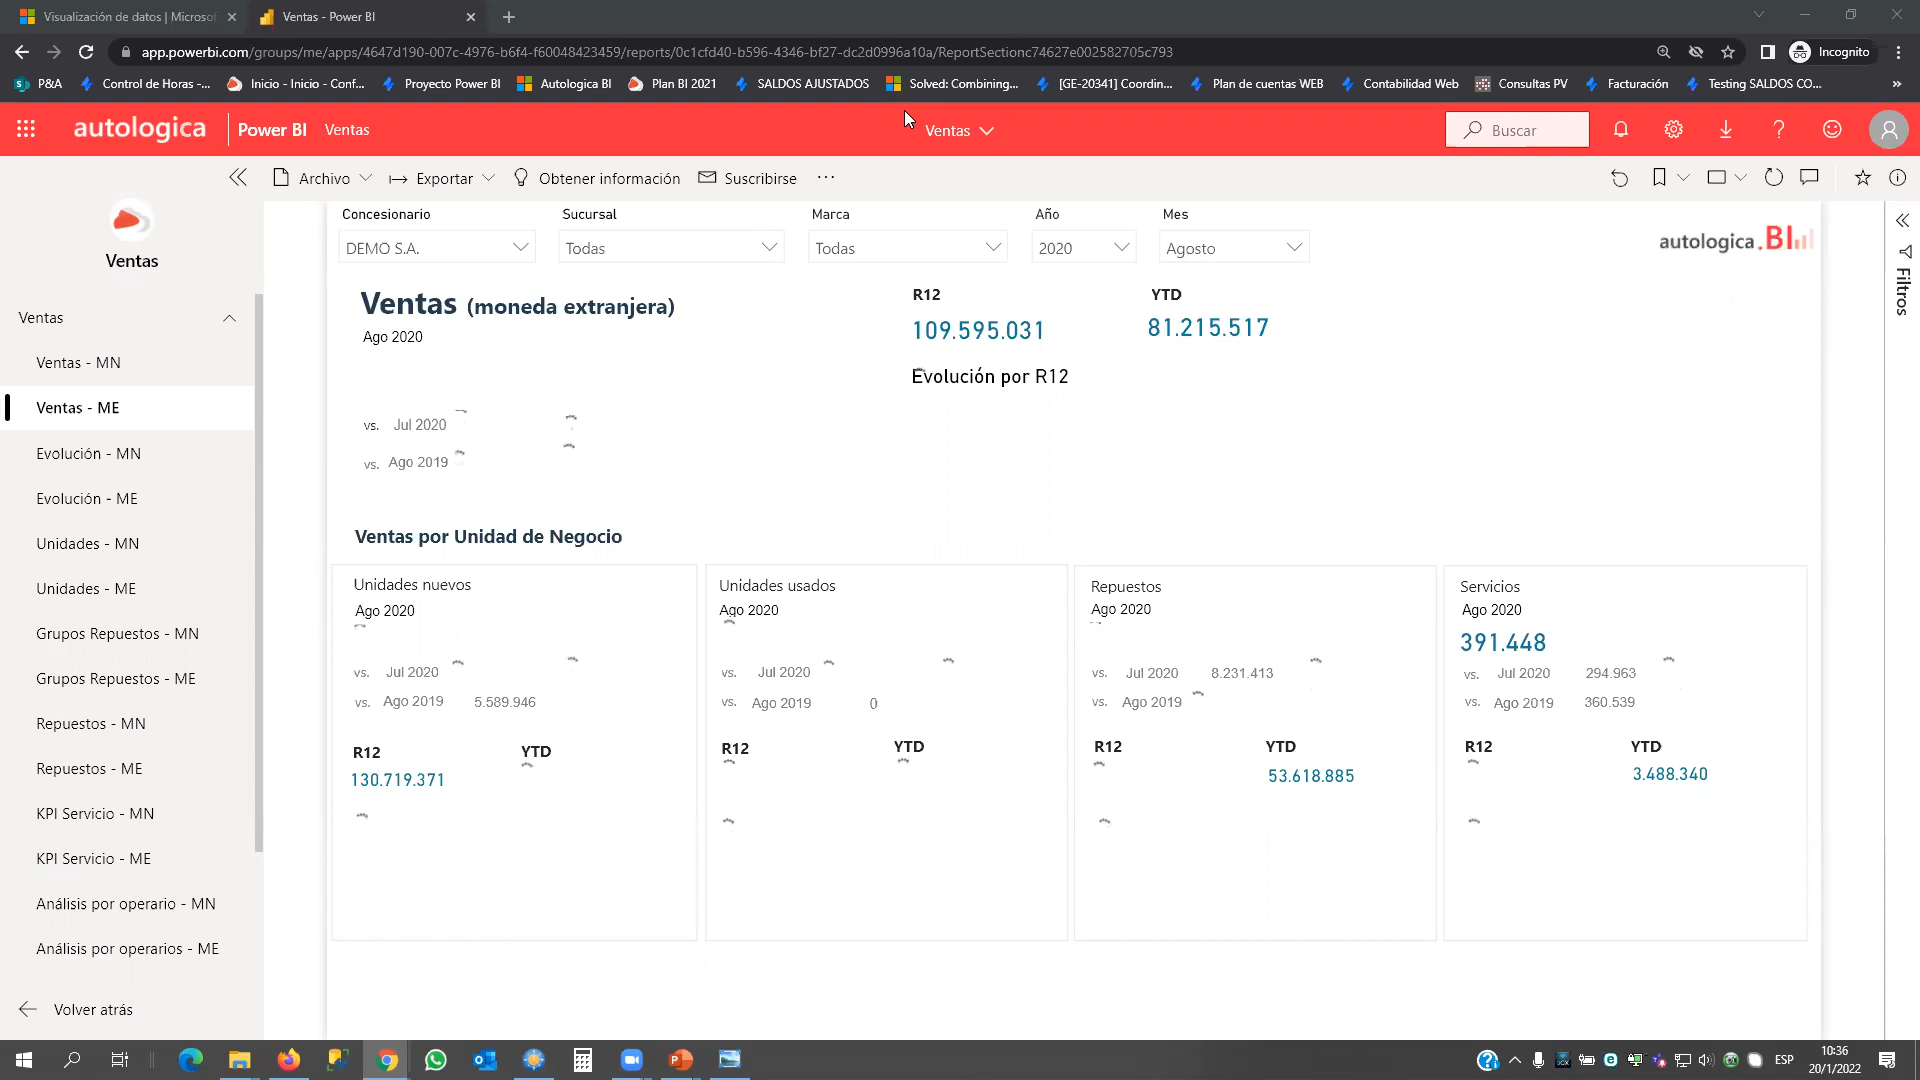 Visualización de datos | Microsof
Ventas - Power BI
app.powerbi.com/groups/me/apps/4647d190-007c-4976-b6f4-f60048423459/reports/0c1cfd40-b596-4346-bf27-dc2d0996a10a/ReportSectionc74627e002582705c793
Incognito
P&A
Control de Horas -...
Inicio - Inicio - Conf...
Proyecto Power BI
Autologica BI
Plan BI 2021
SALDOS AJUSTADOS
Solved: Combining...
[GE-20341] Coordin...
Plan de cuentas WEB
Contabilidad Web
Consultas PV
Facturación
Testing SALDOS CO...
autologica Power BI Ventas
Ventas
Buscar
Archivo
Exportar
Obtener información
Suscribirse
Ventas
Ventas
Ventas - MN
Ventas - ME
Evolución - MN
Evolución - ME
Unidades - MN
Unidades - ME
Grupos Repuestos - MN
Grupos Repuestos - ME
Repuestos - MN
Repuestos - ME
KPI Servicio - MN
KPI Servicio - ME
Análisis por operario - MN
Análisis por operarios - ME
Volver atrás
Concesionario Sucursal Marca Año Mes
DEMO S.A. Todas Todas 2020 Agosto
autologica.BI
Filtros
Ventas (moneda extranjera)
Ago 2020
R12 YTD
109.595.031 81.215.517
Evolución por R12
vs. Jul 2020
vs. Ago 2019
Ventas por Unidad de Negocio
Unidades nuevos
Ago 2020
vs. Jul 2020
vs. Ago 2019 5.589.946
R12 YTD
130.719.371
Unidades usados
Ago 2020
vs. Jul 2020
vs. Ago 2019 0
R12 YTD
Repuestos
Ago 2020
vs. Jul 2020 8.231.413
vs. Ago 2019
R12 YTD
53.618.885
Servicios
Ago 2020
391.448
vs. Jul 2020 294.963
vs. Ago 2019 360.539
R12 YTD
3.488.340
ESP
10:36
20/1/2022